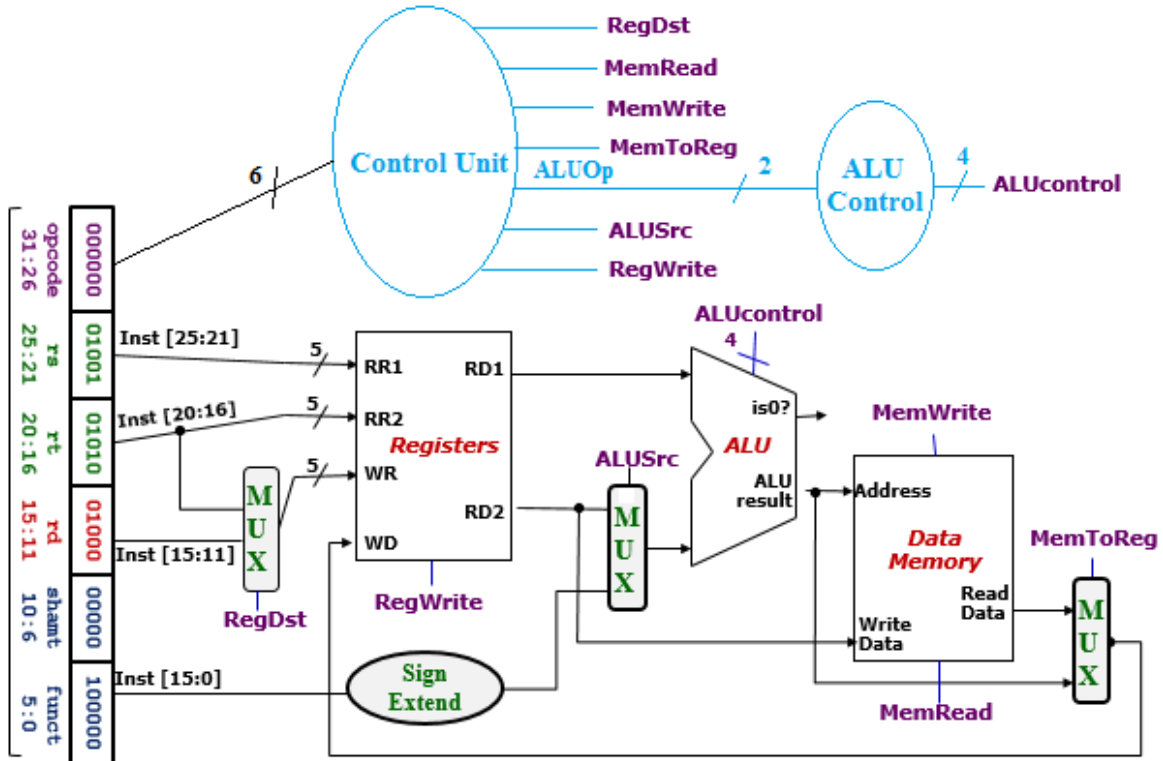 RegDst
MemRead
MemWrite
MemToReg
Control Unit
ALUOp
2
ALU
Control
4
ALUcontrol
ALUSrc
RegWrite
6
opcode
31:26
000000
rs
25:21
01001
rt
20:16
01010
rd
15:11
01000
shamt
10:6
00000
funct
5:0
100000
Inst [25:21]
5
RR1
RD1
Inst [20:16]
5
RR2
Registers
5
WR
RD2
WD
M
U
X
Inst [15:11]
RegDst
RegWrite
Inst [15:0]
Sign
Extend
ALUSrc
M
U
X
ALUcontrol
4
is0?
ALU
ALU
result
MemWrite
Address
Data
Memory
Read
Data
Write
Data
MemRead
MemToReg
M
U
X